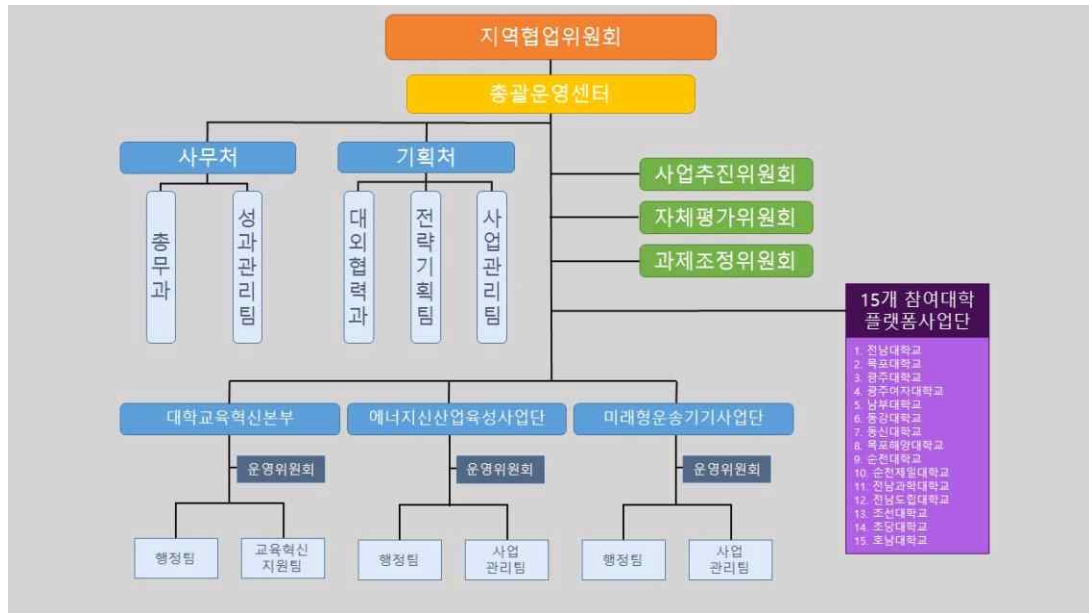 지역협업위원회
총괄운영센터
사무처
기획처
사업추진위원회
자체평가위원회
과제조정위원회
총무과
성과관리팀
대외협력과
전략기획팀
사업관리팀
15개 참여대학
플랫폼사업단
1. 전남대학교
2. 목포대학교
3. 광주대학교
4. 광주여자대학교
5. 남부대학교
6. 동강대학교
7. 동신대학교
8. 목포해양대학교
9. 순천대학교
10. 순천제일대학교
11. 전남과학대학교
12. 전남도립대학교
13. 조선대학교
14. 초당대학교
15. 호남대학교
대학교육혁신본부
에너지신산업육성사업단
미래형운송기기사업단
운영위원회
운영위원회
운영위원회
행정팀
교육혁신
지원팀
행정팀
사업
관리팀
행정팀
사업
관리팀